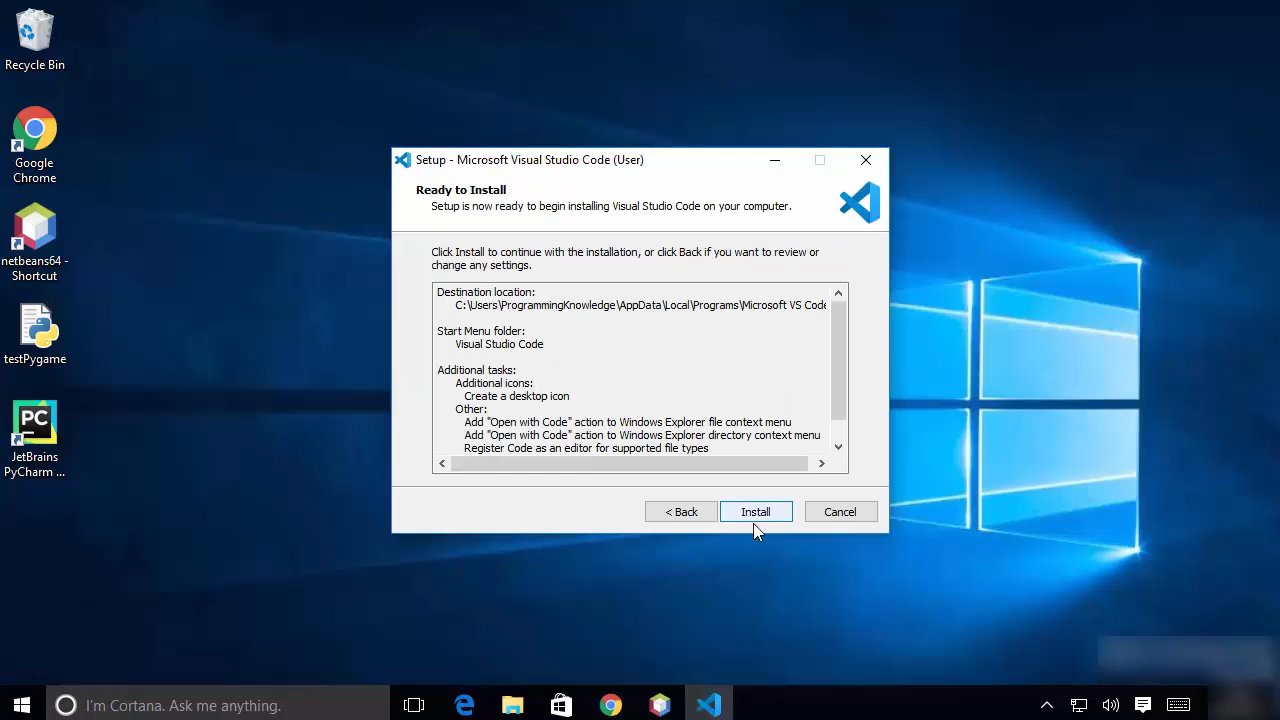 Recycle Bin
Google
Chrome
netbeans64 -
Shortcut
testPygame
PC
JetBrains
PyCharm ...
Setup - Microsoft Visual Studio Code (User)
Ready to Install
Setup is now ready to begin installing Visual Studio Code on your computer.
Click Install to continue with the installation, or click Back if you want to review or
change any settings.
Destination location:
C:\Users\ProgrammingKnowledge\AppData\Local\Programs\Microsoft VS Code
Start Menu folder:
Visual Studio Code
Additional tasks:
Additional icons:
Create a desktop icon
Other:
Add "Open with Code" action to Windows Explorer file context menu
Add "Open with Code" action to Windows Explorer directory context menu
Register Code as an editor for supported file types
< Back
Install
Cancel
I'm Cortana. Ask me anything.